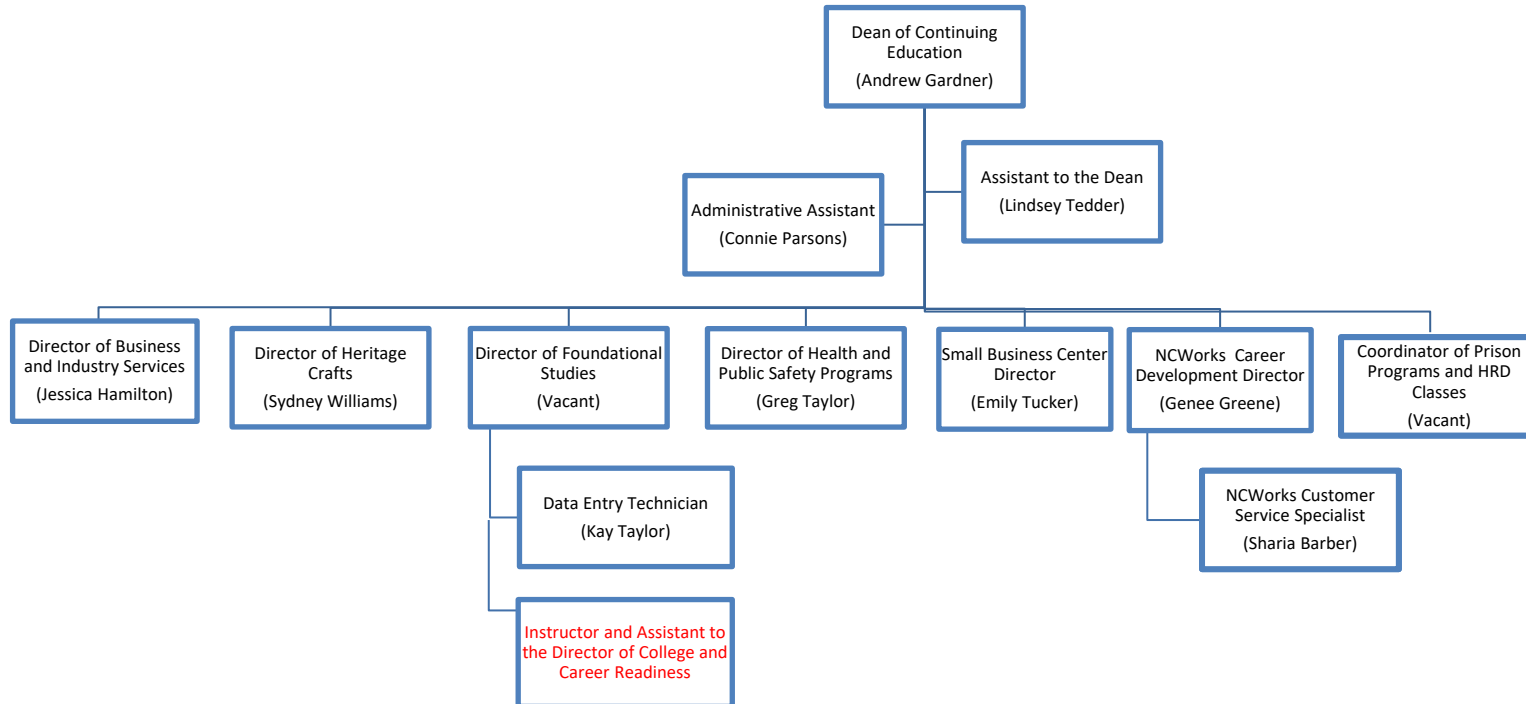 Dean of Continuing
Education
(Andrew Gardner)
Assistant to the Dean
(Lindsey Tedder)
Administrative Assistant
(Connie Parsons)
Director of Business
and Industry Services
(Jessica Hamilton)
Director of Heritage
Crafts
(Sydney Williams)
Director of Foundational
Studies
(Vacant)
Director of Health and
Public Safety Programs
(Greg Taylor)
Small Business Center
Director
(Emily Tucker)
NCWorks Career
Development Director
(Genee Greene)
Coordinator of Prison
Programs and HRD
Classes
(Vacant)
Data Entry Technician
(Kay Taylor)
NCWorks Customer
Service Specialist
(Sharia Barber)
Instructor and Assistant to
the Director of College and
Career Readiness